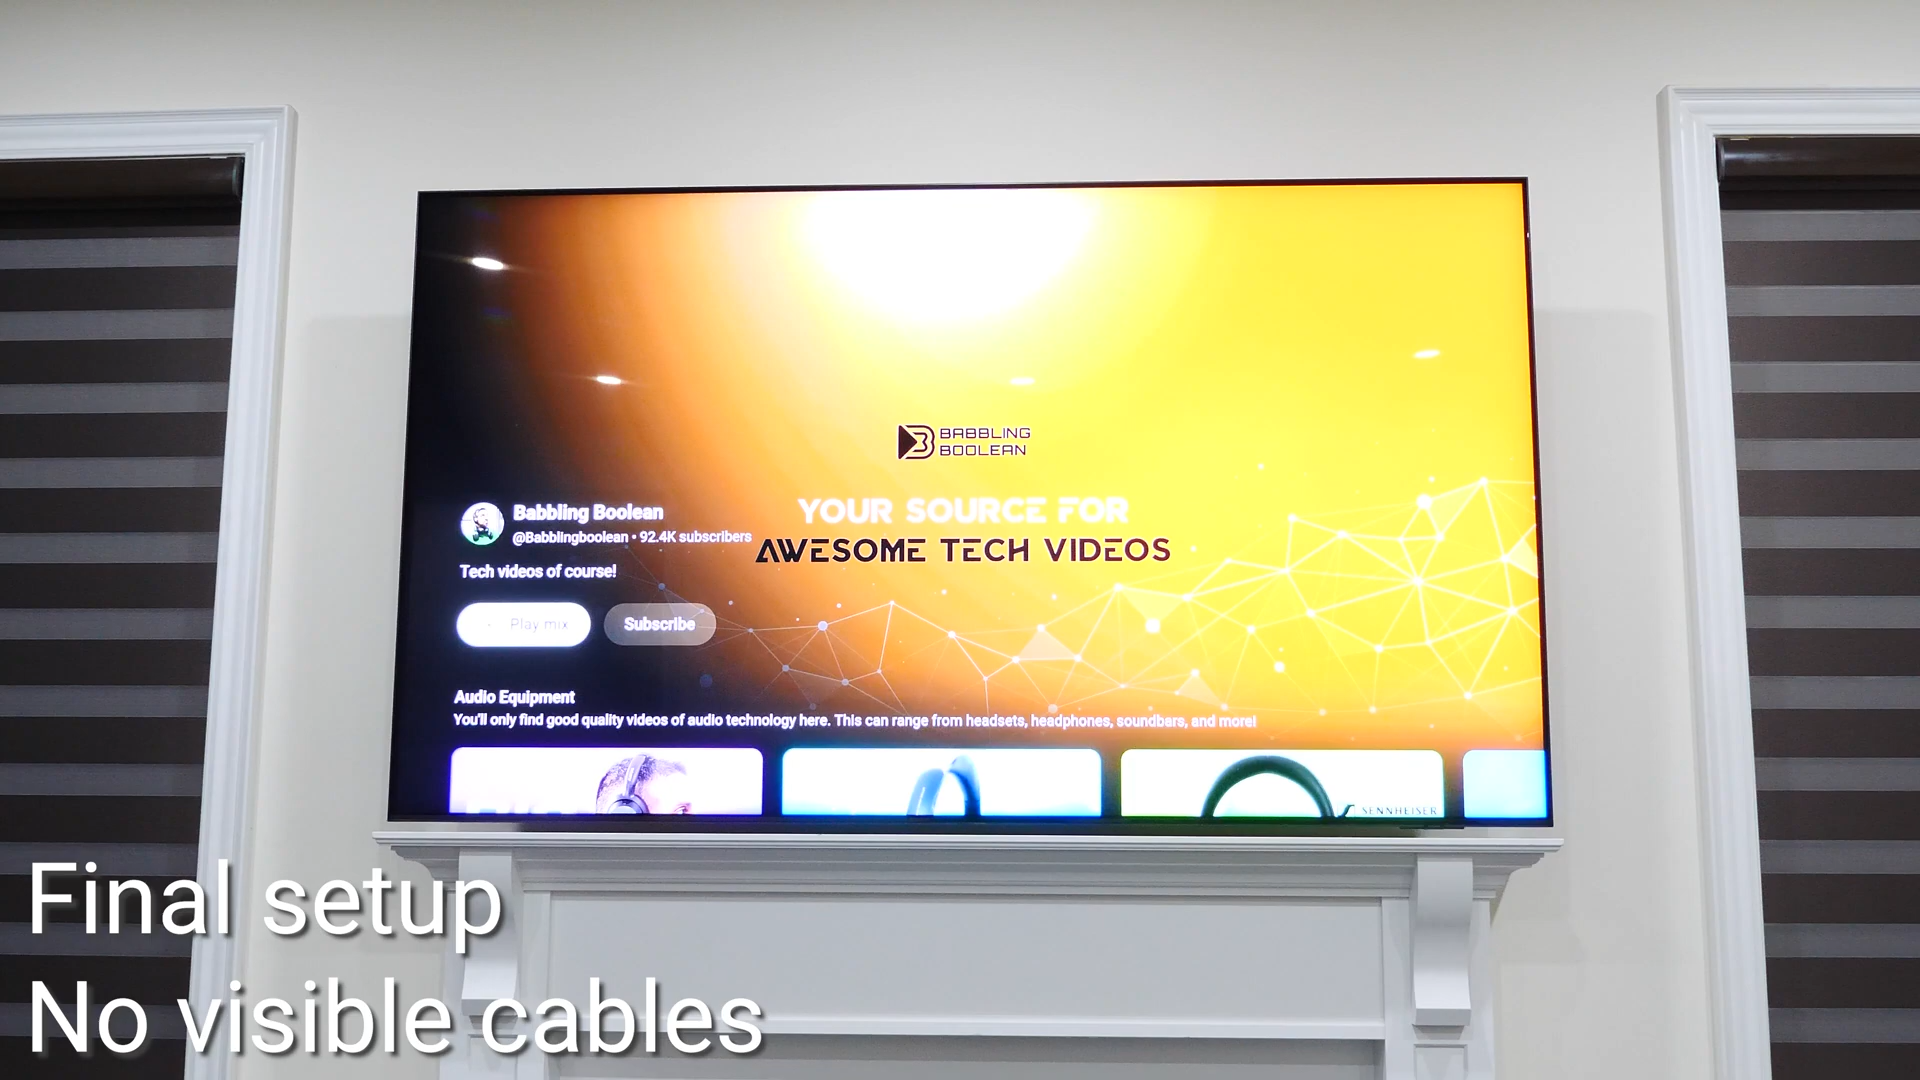 BABBLING
BOOLEAN
YOUR SOURCE FOR
AWESOME TECH VIDEOS
Babbling Boolean
@Babblingboolean • 92.4K subscribers
Tech videos of course!
Play mix
Subscribe
Audio Equipment
You'll only find good quality videos of audio technology here. This can range from headsets, headphones, soundbars, and more!
SENNHEISER
Final setup
No visible cables